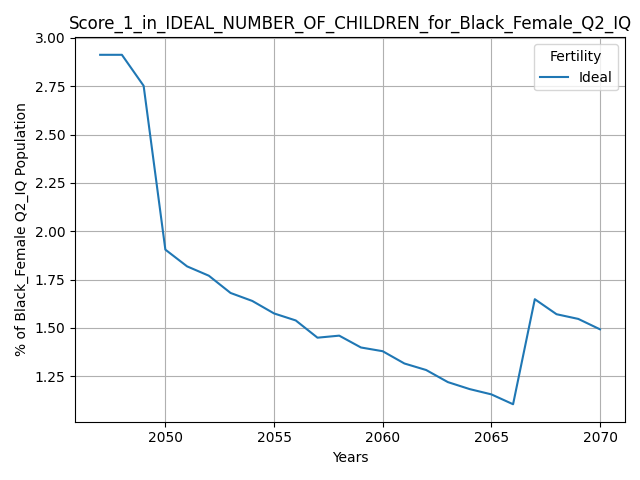 Score_1_in_IDEAL_NUMBER_OF_CHILDREN_for_Black_Female_Q2_IQ
Fertility
Ideal
% of Black_Female Q2_IQ Population
3.00
2.75
2.50
2.25
2.00
1.75
1.50
1.25
2050 2055 2060 2065 2070
Years